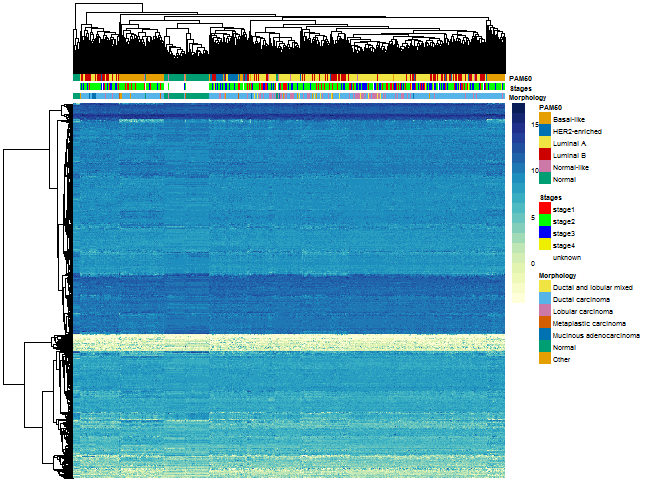 PAM50
Stages
Morphology
15
10
5
0
PAM50
Basal-like
HER2-enriched
Luminal A
Luminal B
Normal-like
Normal
Stages
stage1
stage2
stage3
stage4
unknown
Morphology
Ductal and lobular mixed
Ductal carcinoma
Lobular carcinoma
Metaplastic carcinoma
Mucinous adenocarcinoma
Normal
Other